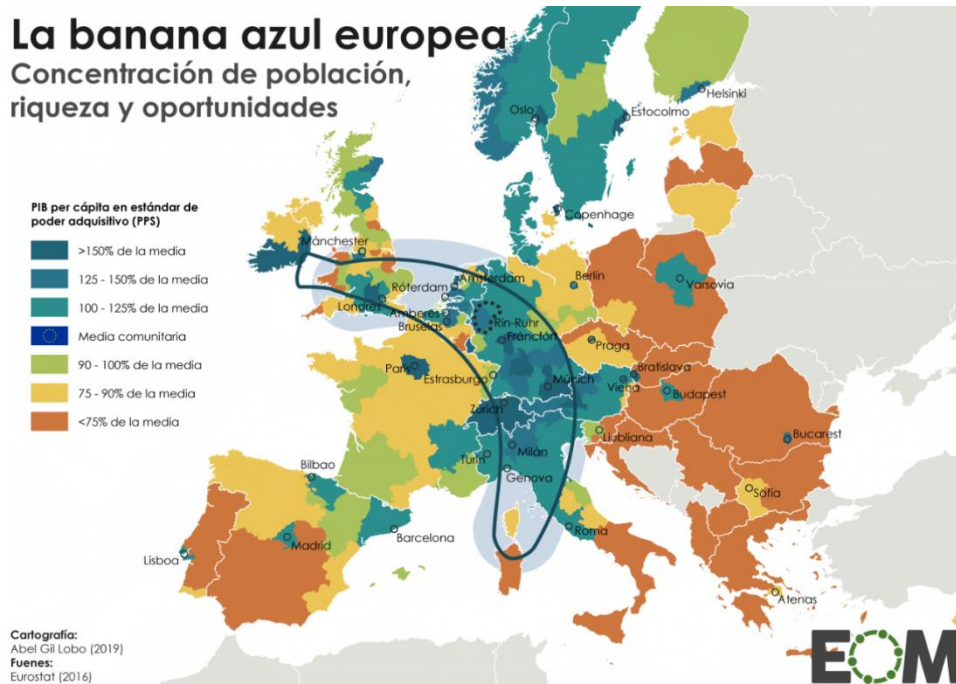 La banana azul europea
Concentración de población,
riqueza y oportunidades
PIB per cápita en estándar de
poder adquisitivo (PPS)
>150% de la media
125 - 150% de la media
100 - 125% de la media
Media comunitaria
90 - 100% de la media
75 - 90% de la media
<75% de la media
Helsinki
Oslo
Estocolmo
Copenhage
Mánchester
Ámsterdam
Berlín
Varsovia
Róterdam
Londres
Amberes
Bruselas
Rin-Ruhr
Fráncfort
Praga
París
Estrasburgo
Múnich
Bratislava
Viena
Budapest
Zúrich
Liubliana
Bucarest
Milán
Turín
Génova
Bilbao
Sofía
Roma
Barcelona
Madrid
Lisboa
Atenas
Cartografía:
Abel Gil Lobo (2019)
Fuenes:
Eurostat (2016)
EOM